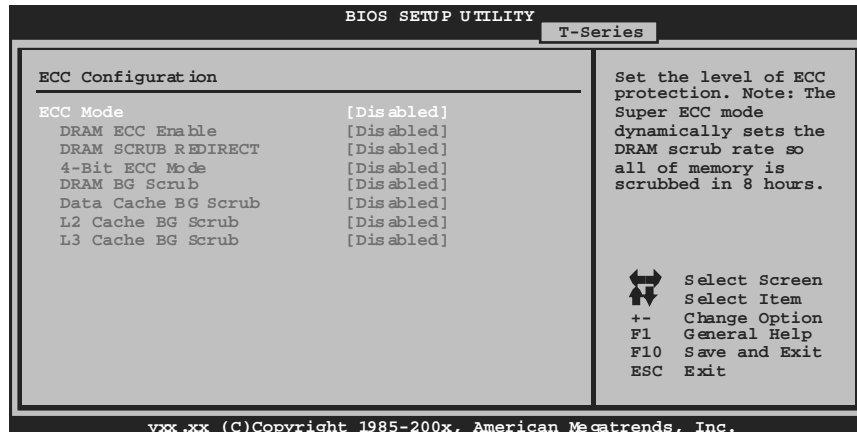 BIOS SETUP UTILITY
T-Series
ECC Configuration
ECC Mode [Disabled]
DRAM ECC Enable [Disabled]
DRAM SCRUB REDIRECT [Disabled]
4-Bit ECC Mode [Disabled]
DRAM BG Scrub [Disabled]
Data Cache BG Scrub [Disabled]
L2 Cache BG Scrub [Disabled]
L3 Cache BG Scrub [Disabled]
Set the level of ECC
protection. Note: The
Super ECC mode
dynamically sets the
DRAM scrub rate so
all of memory is
scrubbed in 8 hours.
Select Screen
Select Item
+- Change Option
F1 General Help
F10 Save and Exit
ESC Exit
vxx.xx (C)Copyright 1985-200x, American Megatrends, Inc.